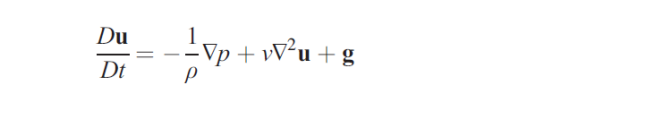 Du/Dt = −1/ρ ∇p + ν∇²u + g